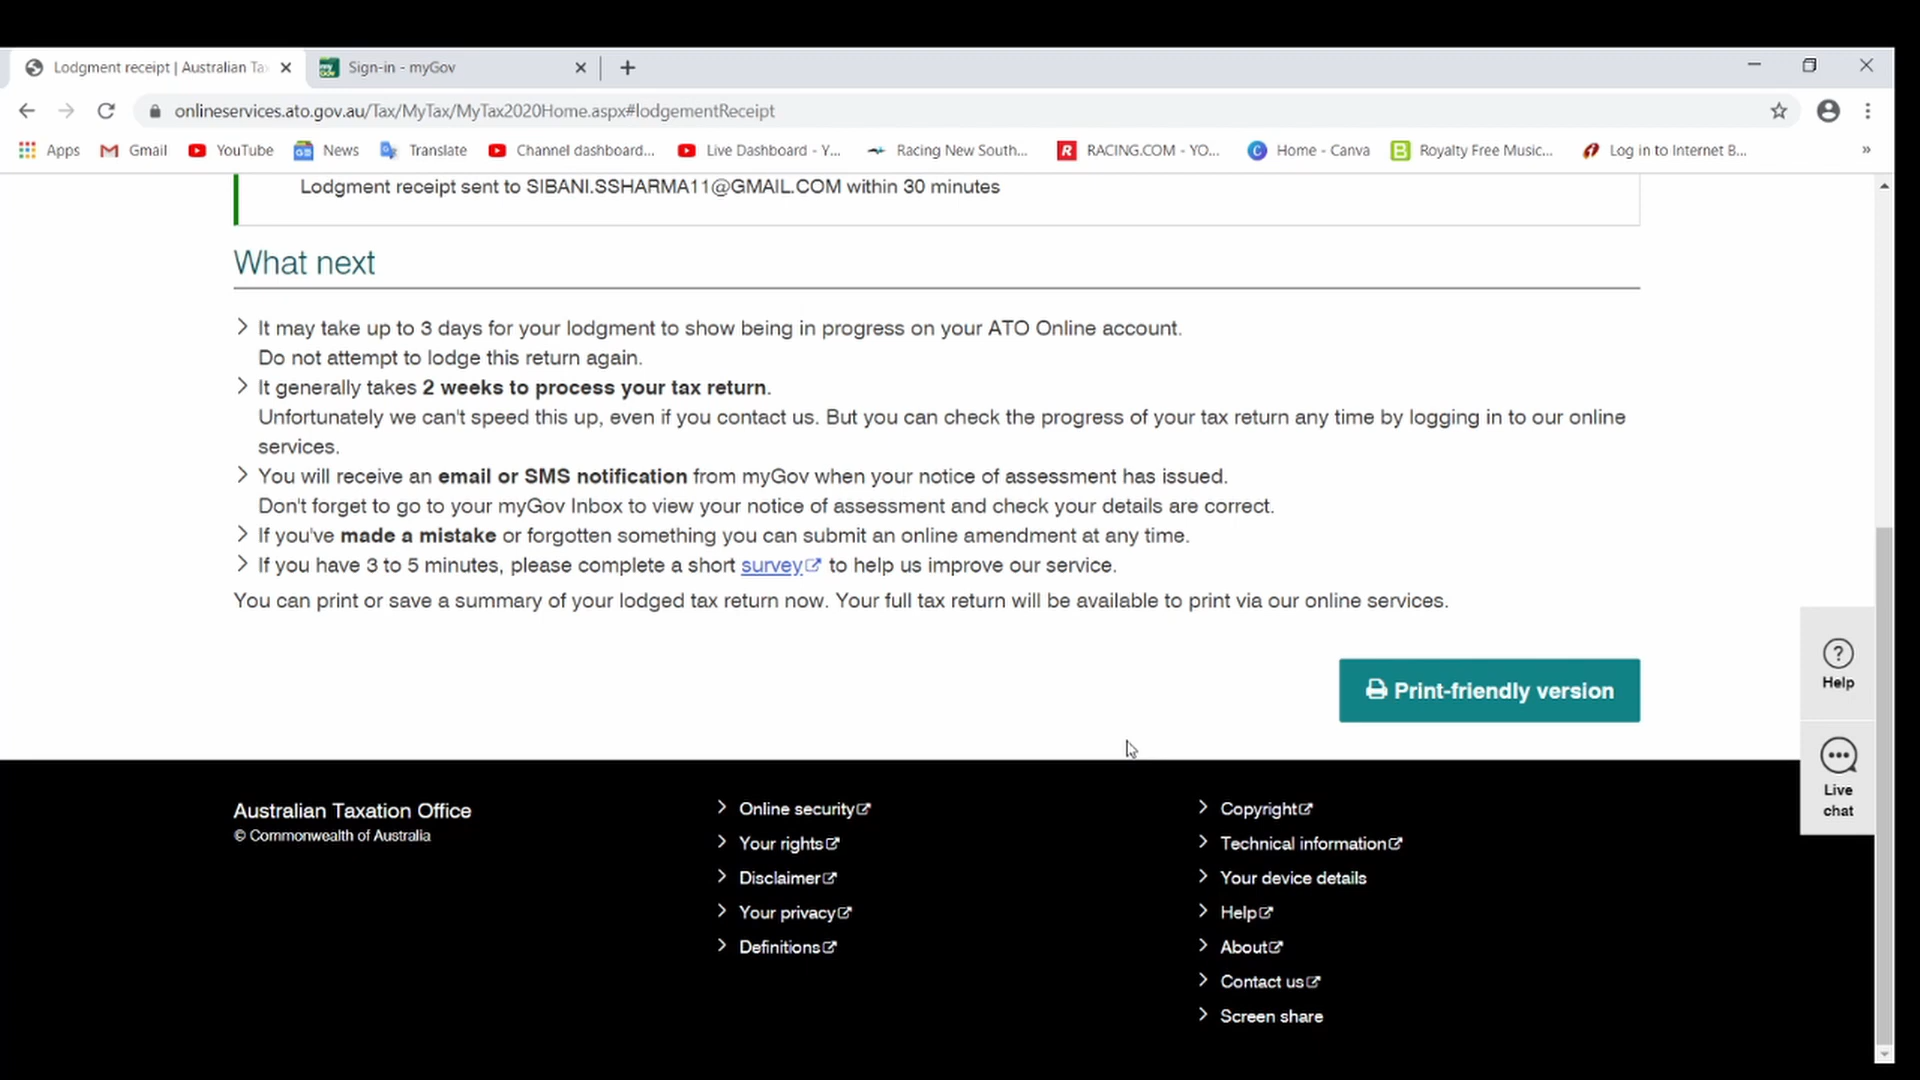 Lodgment receipt | Australian Tax
Sign-in - myGov
onlineservices.ato.gov.au/Tax/MyTax/MyTax2020Home.aspx#lodgementReceipt
Apps Gmail YouTube News Translate Channel dashboard... Live Dashboard - Y... Racing New South... RACING.COM - YO... Home - Canva Royalty Free Music... Log in to Internet B... »
Lodgment receipt sent to SIBANI.SSHARMA11@GMAIL.COM within 30 minutes
What next
It may take up to 3 days for your lodgment to show being in progress on your ATO Online account.
Do not attempt to lodge this return again.
It generally takes 2 weeks to process your tax return.
Unfortunately we can't speed this up, even if you contact us. But you can check the progress of your tax return any time by logging in to our online
services.
You will receive an email or SMS notification from myGov when your notice of assessment has issued.
Don't forget to go to your myGov Inbox to view your notice of assessment and check your details are correct.
If you've made a mistake or forgotten something you can submit an online amendment at any time.
If you have 3 to 5 minutes, please complete a short survey to help us improve our service.
You can print or save a summary of your lodged tax return now. Your full tax return will be available to print via our online services.
Print-friendly version
Help
Live
chat
Australian Taxation Office
© Commonwealth of Australia
Online security
Your rights
Disclaimer
Your privacy
Definitions
Copyright
Technical information
Your device details
Help
About
Contact us
Screen share